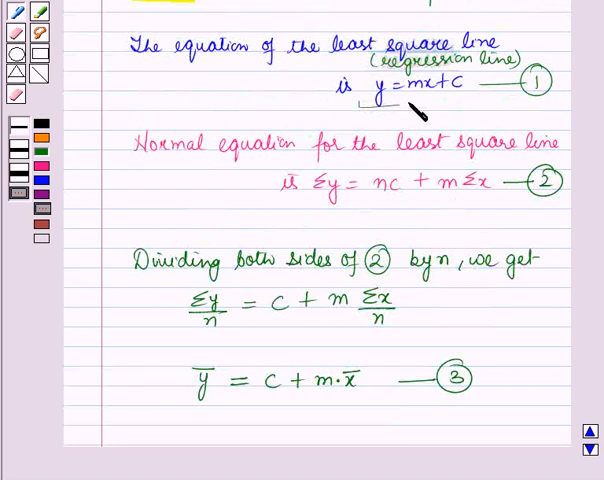 The equation of the least square line
(regression line)
is y = mx + c —— ①
Normal equation for the least square line
is Σy = nc + m Σx — ②
Dividing both sides of ② by n, we get
Σy/n = c + m Σx/n
y̅ = c + m·x̅ —— ③